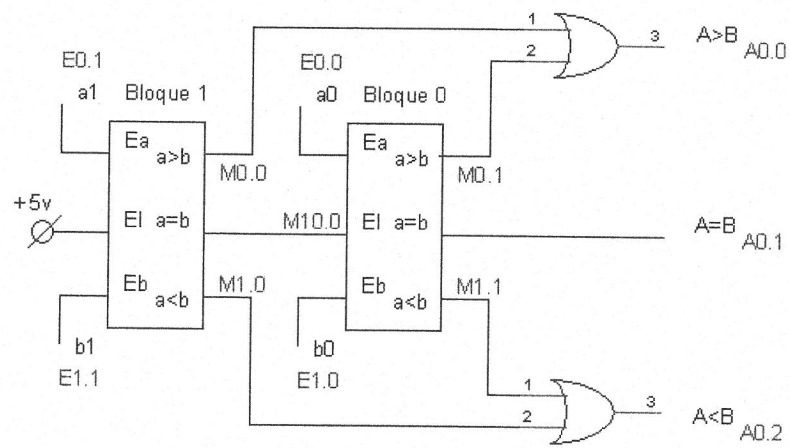 1
2
3
A>B
A0.0
E0.1
a1
Bloque 1
E0.0
a0
Bloque 0
Ea
a>b
M0.0
Ea
a>b
M0.1
+5v
EI a=b
M10.0
EI a=b
A=B
A0.1
Eb
a<b
M1.0
Eb
a<b
M1.1
b1
E1.1
b0
E1.0
1
2
3
A<B
A0.2